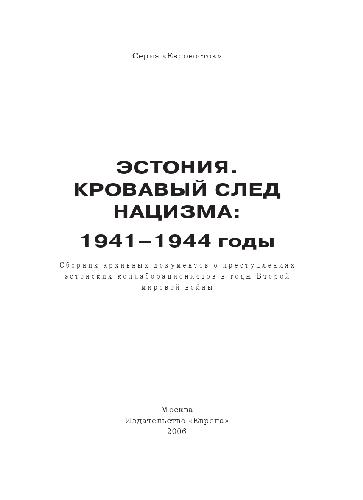 Серия «Евровосток»
ЭСТОНИЯ.
КРОВАВЫЙ СЛЕД
НАЦИЗМА:
1941–1944 годы
Сборник архивных документов о преступлениях
эстонских коллаборационистов в годы Второй
мировой войны
Москва
Издательство «Европа»
2006